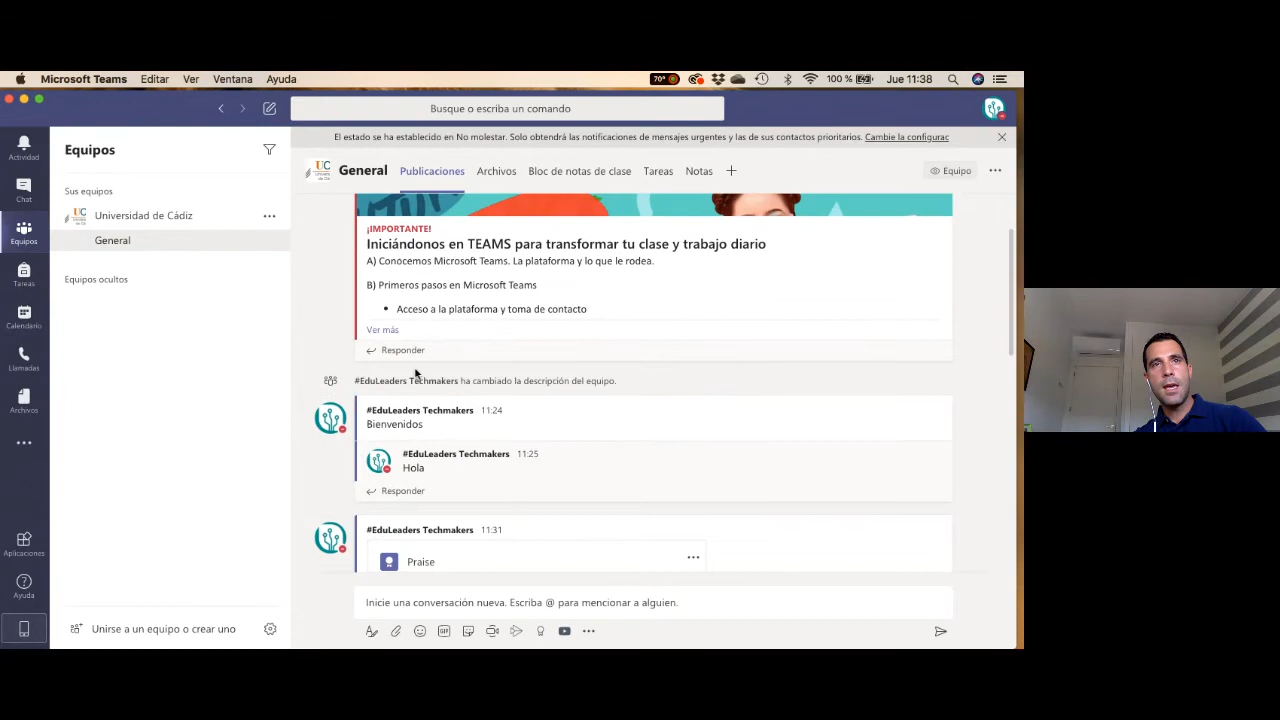 Microsoft Teams Editar Ver Ventana Ayuda 70° 100 % Jue 11:38
Busque o escriba un comando
El estado se ha establecido en No molestar. Solo obtendrá las notificaciones de mensajes urgentes y las de sus contactos prioritarios. Cambie la configurac
Actividad
Chat
Equipos
Tareas
Calendario
Llamadas
Archivos
Aplicaciones
Ayuda
Equipos
Sus equipos
Universidad de Cádiz
General
Equipos ocultos
Unirse a un equipo o crear uno
UC
General Publicaciones Archivos Bloc de notas de clase Tareas Notas Equipo
¡IMPORTANTE!
Iniciándonos en TEAMS para transformar tu clase y trabajo diario
A) Conocemos Microsoft Teams. La plataforma y lo que le rodea.
B) Primeros pasos en Microsoft Teams
• Acceso a la plataforma y toma de contacto
Ver más
Responder
#EduLeaders Techmakers ha cambiado la descripción del equipo.
#EduLeaders Techmakers 11:24
Bienvenidos
#EduLeaders Techmakers 11:25
Hola
Responder
#EduLeaders Techmakers 11:31
Praise
Inicie una conversación nueva. Escriba @ para mencionar a alguien.
GIF